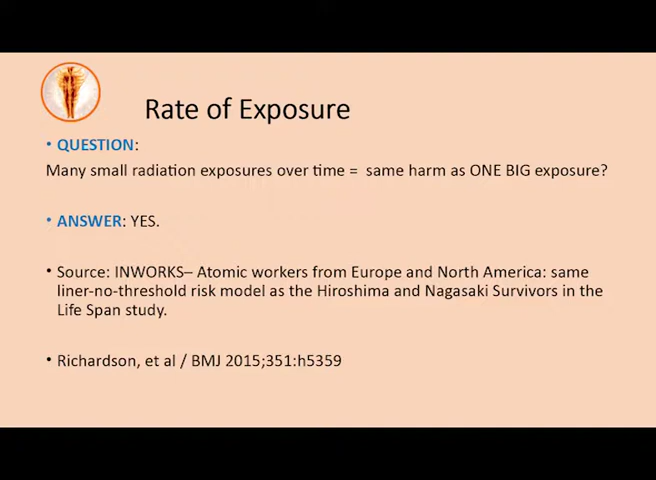 Rate of Exposure
• QUESTION:
Many small radiation exposures over time = same harm as ONE BIG exposure?
• ANSWER: YES.
• Source: INWORKS– Atomic workers from Europe and North America: same
liner-no-threshold risk model as the Hiroshima and Nagasaki Survivors in the
Life Span study.
• Richardson, et al / BMJ 2015;351:h5359